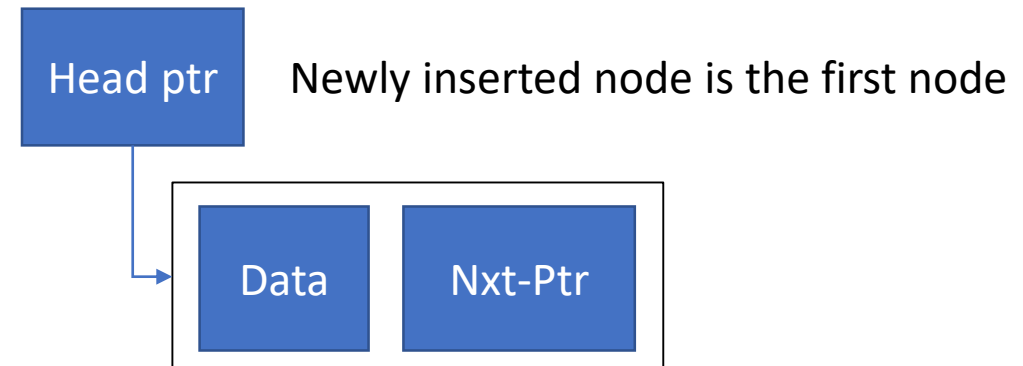 Head ptr
Newly inserted node is the first node
Data
Nxt-Ptr